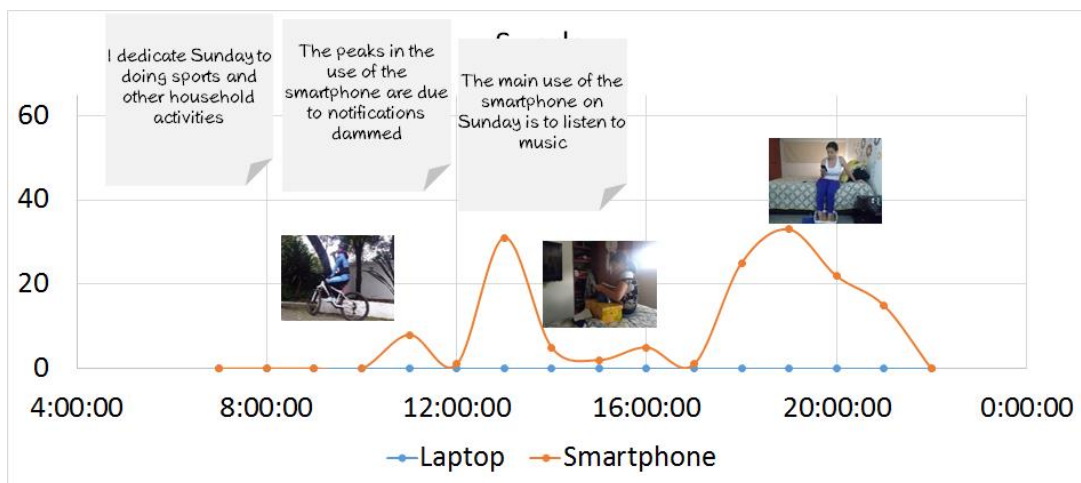 I dedicate Sunday to
doing sports and
other household
activities
The peaks in the
use of the
smartphone are due
to notifications
dammed
The main use of the
smartphone on
Sunday is to listen to
music
60
40
20
0
4:00:00
8:00:00
12:00:00
16:00:00
20:00:00
0:00:00
Laptop
Smartphone